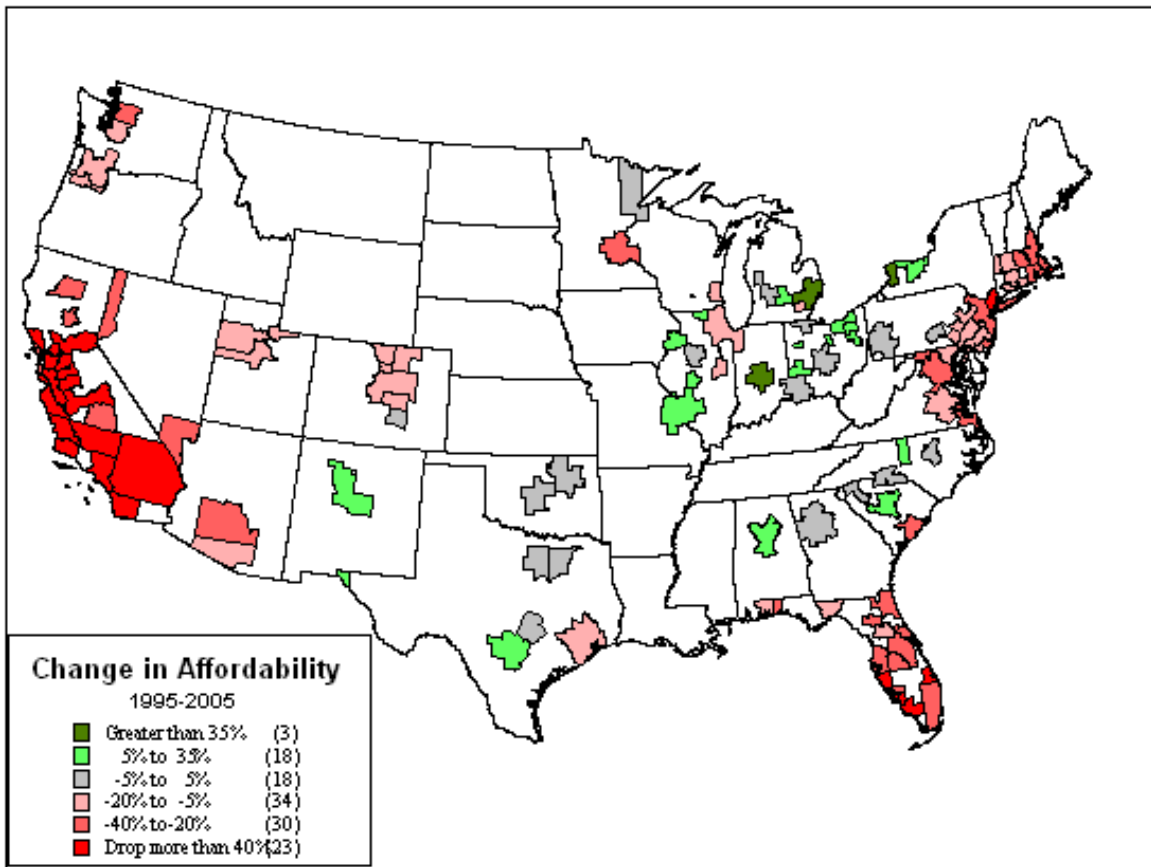 Change in Affordability
1995-2005
Greater than 35% (3)
5% to 35% (18)
-5% to 5% (18)
-20% to -5% (34)
-40% to -20% (30)
Drop more than 40% (23)